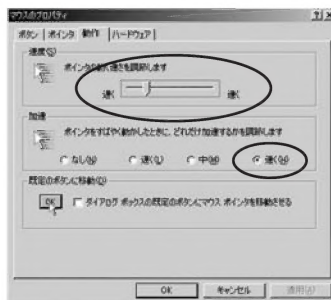 マウスのプロパティ
ボタン ポインタ 動作 ハードウェア
速度(S)
ポインタの動く速さを調節します
遅く 速く
加速
ポインタをすばやく動かしたときに、どれだけ加速するかを調節します
なし(N) 中(M) 速(H)
既定のボタンに移動(D)
OK ダイアログ ボックスの既定のボタンにマウス ポインタを移動させる
OK キャンセル 適用(A)